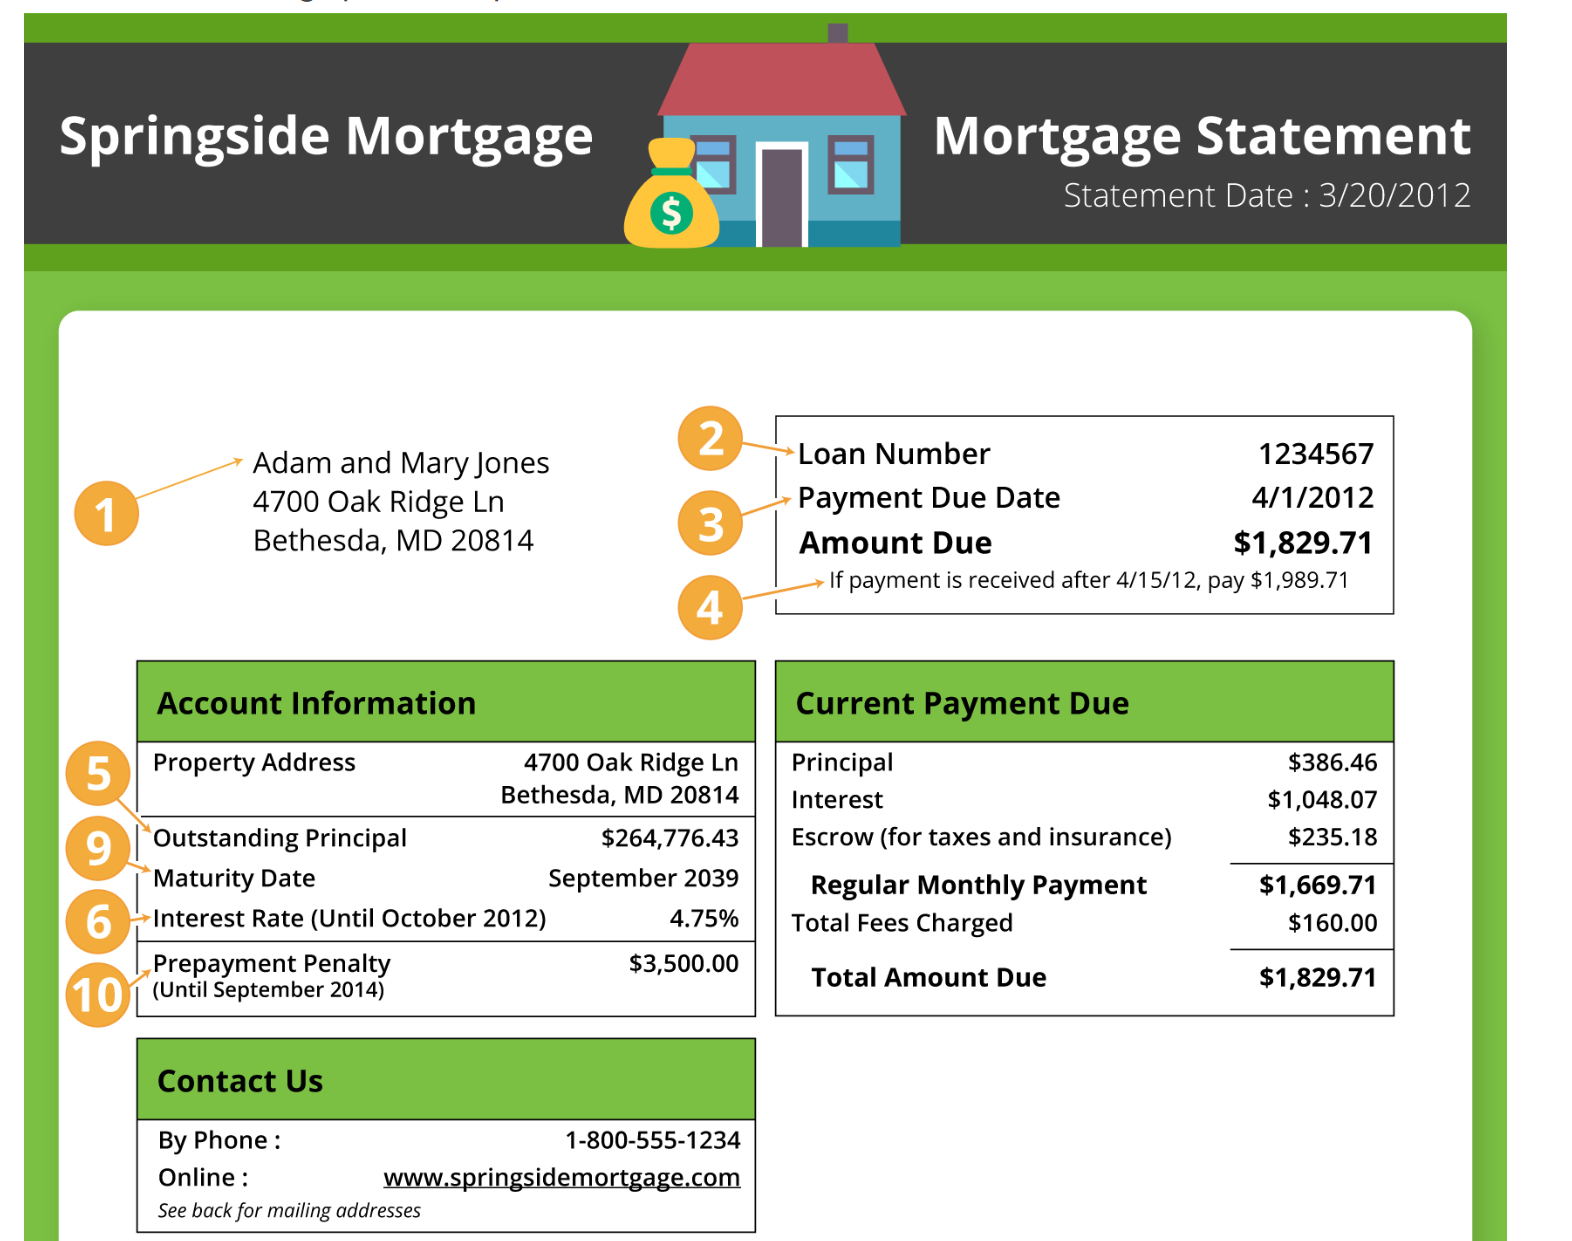 Springside Mortgage
Mortgage Statement
Statement Date : 3/20/2012
$
1
Adam and Mary Jones
4700 Oak Ridge Ln
Bethesda, MD 20814
2
Loan Number 1234567
3
Payment Due Date 4/1/2012
Amount Due $1,829.71
4
If payment is received after 4/15/12, pay $1,989.71
Account Information
Property Address 4700 Oak Ridge Ln
Bethesda, MD 20814
5
Outstanding Principal $264,776.43
9
Maturity Date September 2039
6
Interest Rate (Until October 2012) 4.75%
10
Prepayment Penalty $3,500.00
(Until September 2014)
Current Payment Due
Principal $386.46
Interest $1,048.07
Escrow (for taxes and insurance) $235.18
Regular Monthly Payment $1,669.71
Total Fees Charged $160.00
Total Amount Due $1,829.71
Contact Us
By Phone : 1-800-555-1234
Online : www.springsidemortgage.com
See back for mailing addresses